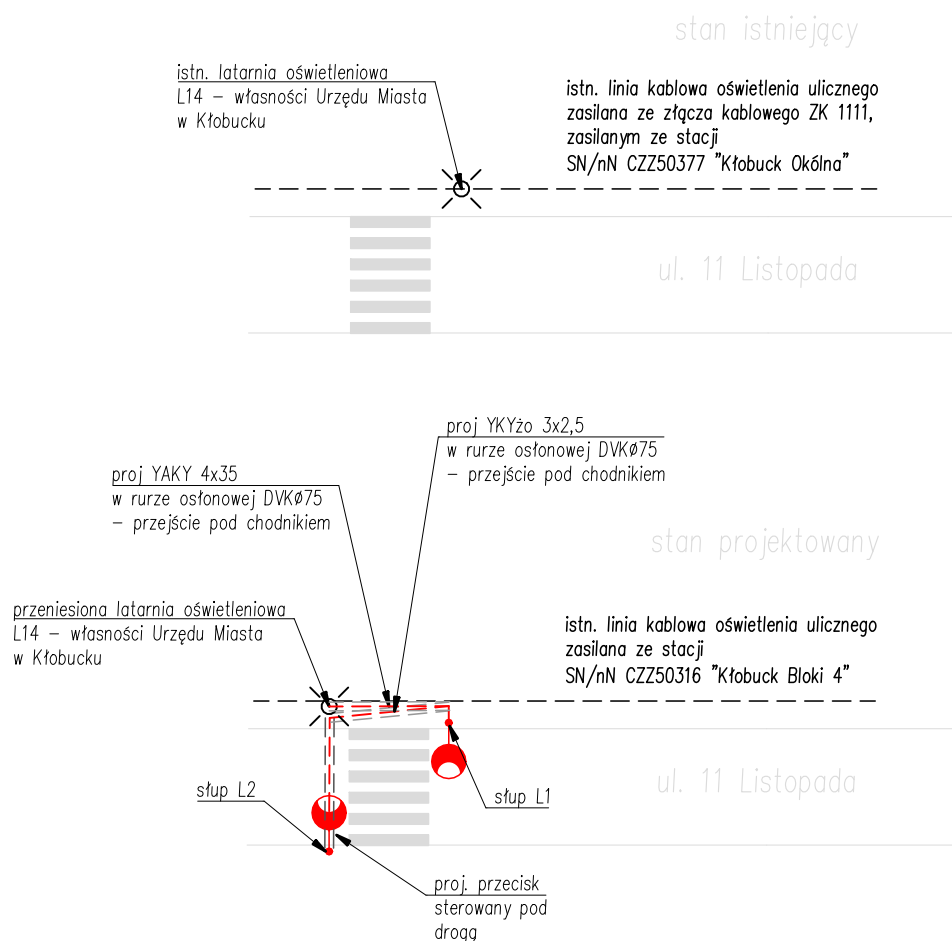 stan istniejący
istn. latarnia oświetleniowa
L14 – własności Urzędu Miasta
w Kłobucku
istn. linia kablowa oświetlenia ulicznego
zasilana ze złącza kablowego ZK 1111,
zasilanym ze stacji
SN/nN CZZ50377 "Kłobuck Okólna"
ul. 11 Listopada
proj YKYżo 3x2,5
w rurze osłonowej DVKø75
– przejście pod chodnikiem
proj YAKY 4x35
w rurze osłonowej DVKø75
– przejście pod chodnikiem
stan projektowany
przeniesiona latarnia oświetleniowa
L14 – własności Urzędu Miasta
w Kłobucku
istn. linia kablowa oświetlenia ulicznego
zasilana ze stacji
SN/nN CZZ50316 "Kłobuck Bloki 4"
ul. 11 Listopada
słup L2
słup L1
proj. przecisk
sterowany pod
drogą